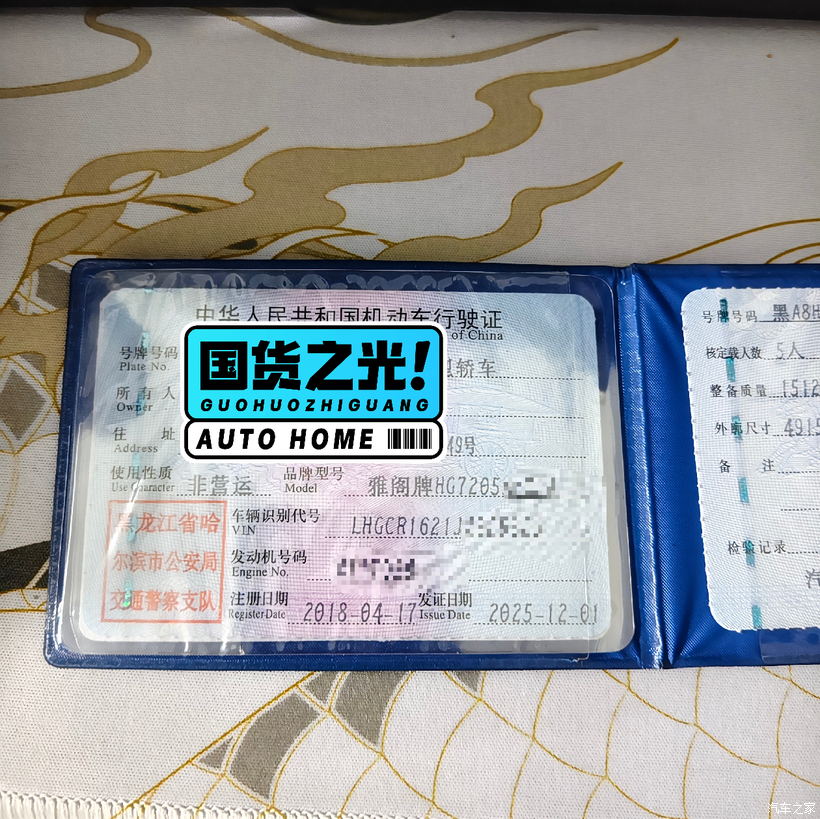 中华人民共和国机动车行驶证
of China
国货之光!
GUOHUOZHIGUANG
AUTO HOME
号牌号码
Plate No.
轿车
所有人
Owner
住址
Address
49号
使用性质
Use Character
非营运
品牌型号
Model
雅阁牌HG7205
车辆识别代号
VIN
LHGCR1621J
发动机号码
Engine No.
注册日期
Register Date
2018-04-17
发证日期
Issue Date
2025-12-01
黑龙江省哈
尔滨市公安局
交通警察支队
号牌号码 黑A8H
核定载人数 5人
整备质量 1512
外廓尺寸 4915
备注
检验记录
汽车之家